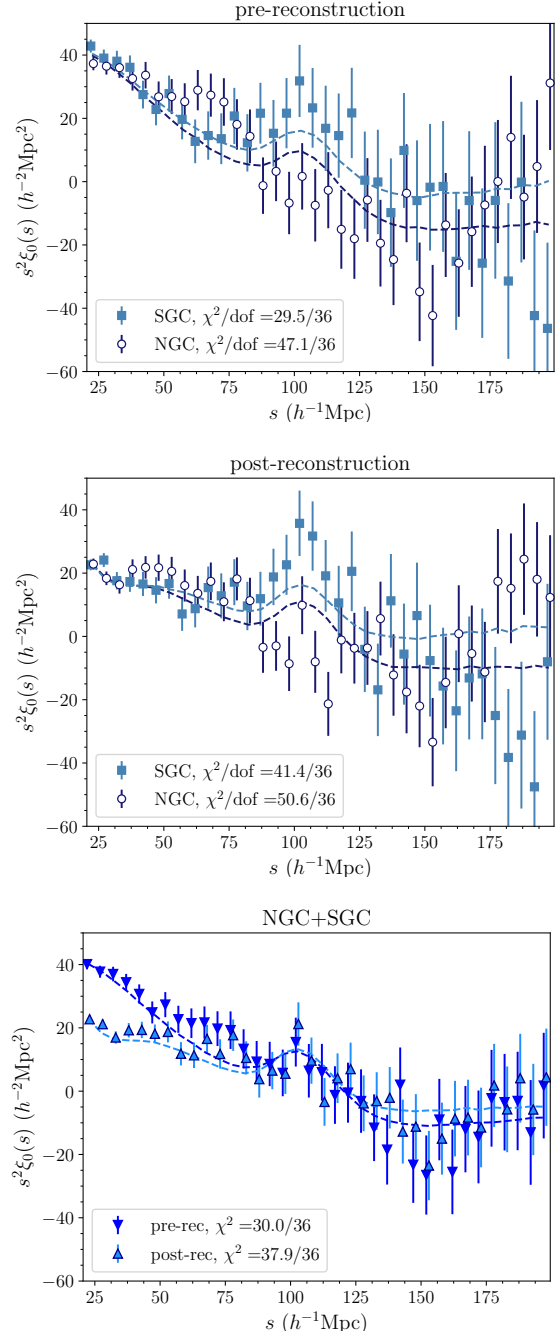 pre-reconstruction
40
20
0
−20
−40
−60
s²ξ₀(s) (h⁻²Mpc²)
SGC, χ²/dof =29.5/36
NGC, χ²/dof =47.1/36
25 50 75 100 125 150 175
s (h⁻¹Mpc)
post-reconstruction
40
20
0
−20
−40
−60
s²ξ₀(s) (h⁻²Mpc²)
SGC, χ²/dof =41.4/36
NGC, χ²/dof =50.6/36
25 50 75 100 125 150 175
s (h⁻¹Mpc)
NGC+SGC
40
20
0
−20
−40
−60
s²ξ₀(s) (h⁻²Mpc²)
pre-rec, χ² =30.0/36
post-rec, χ² =37.9/36
25 50 75 100 125 150 175
s (h⁻¹Mpc)